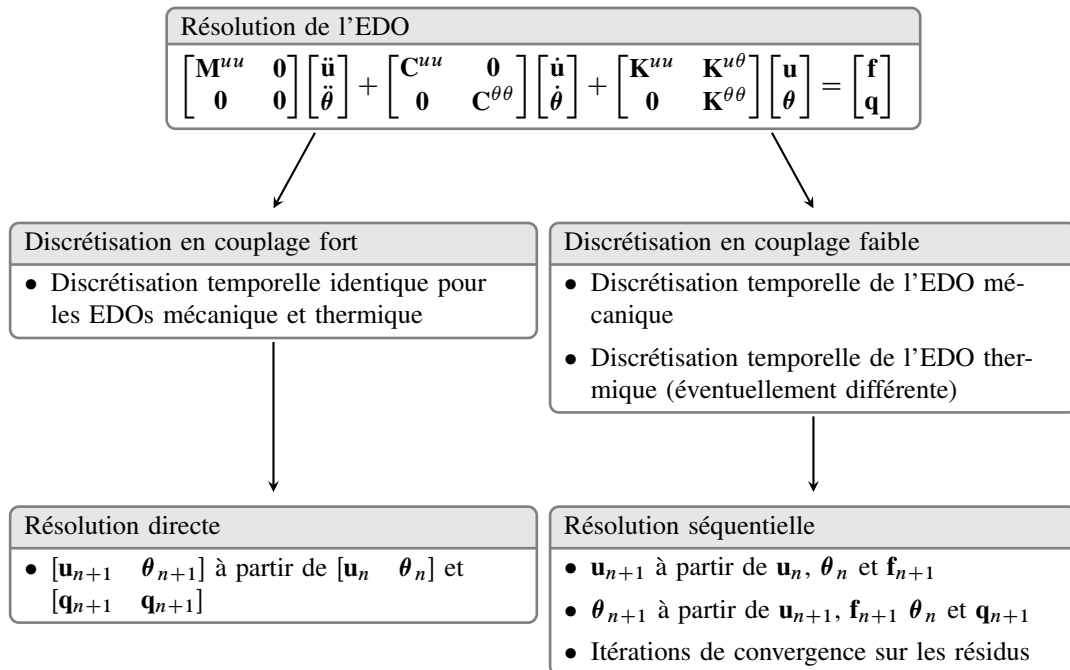 Résolution de l'EDO
[M^{uu} 0; 0 0][ü; θ̈] + [C^{uu} 0; 0 C^{θθ}][u̇; θ̇] + [K^{uu} K^{uθ}; 0 K^{θθ}][u; θ] = [f; q]
Discrétisation en couplage fort
• Discrétisation temporelle identique pour
les EDOs mécanique et thermique
Discrétisation en couplage faible
• Discrétisation temporelle de l'EDO mé-
canique
• Discrétisation temporelle de l'EDO ther-
mique (éventuellement différente)
Résolution directe
• [u_{n+1} θ_{n+1}] à partir de [u_n θ_n] et
[q_{n+1} q_{n+1}]
Résolution séquentielle
• u_{n+1} à partir de u_n, θ_n et f_{n+1}
• θ_{n+1} à partir de u_{n+1}, f_{n+1} θ_n et q_{n+1}
• Itérations de convergence sur les résidus